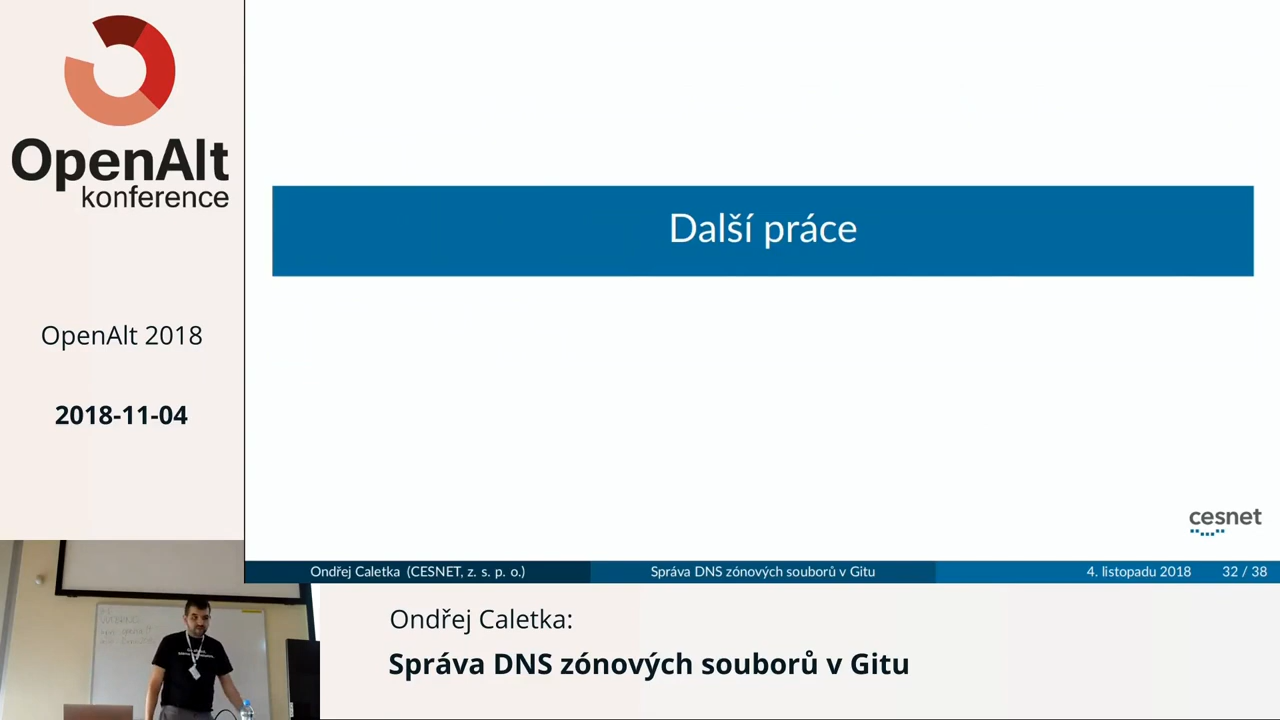 OpenAlt
konference
OpenAlt 2018
2018-11-04
Další práce
cesnet
Ondřej Caletka (CESNET, z. s. p. o.)
Správa DNS zónových souborů v Gitu
4. listopadu 2018
32 / 38
Ondřej Caletka:
Správa DNS zónových souborů v Gitu